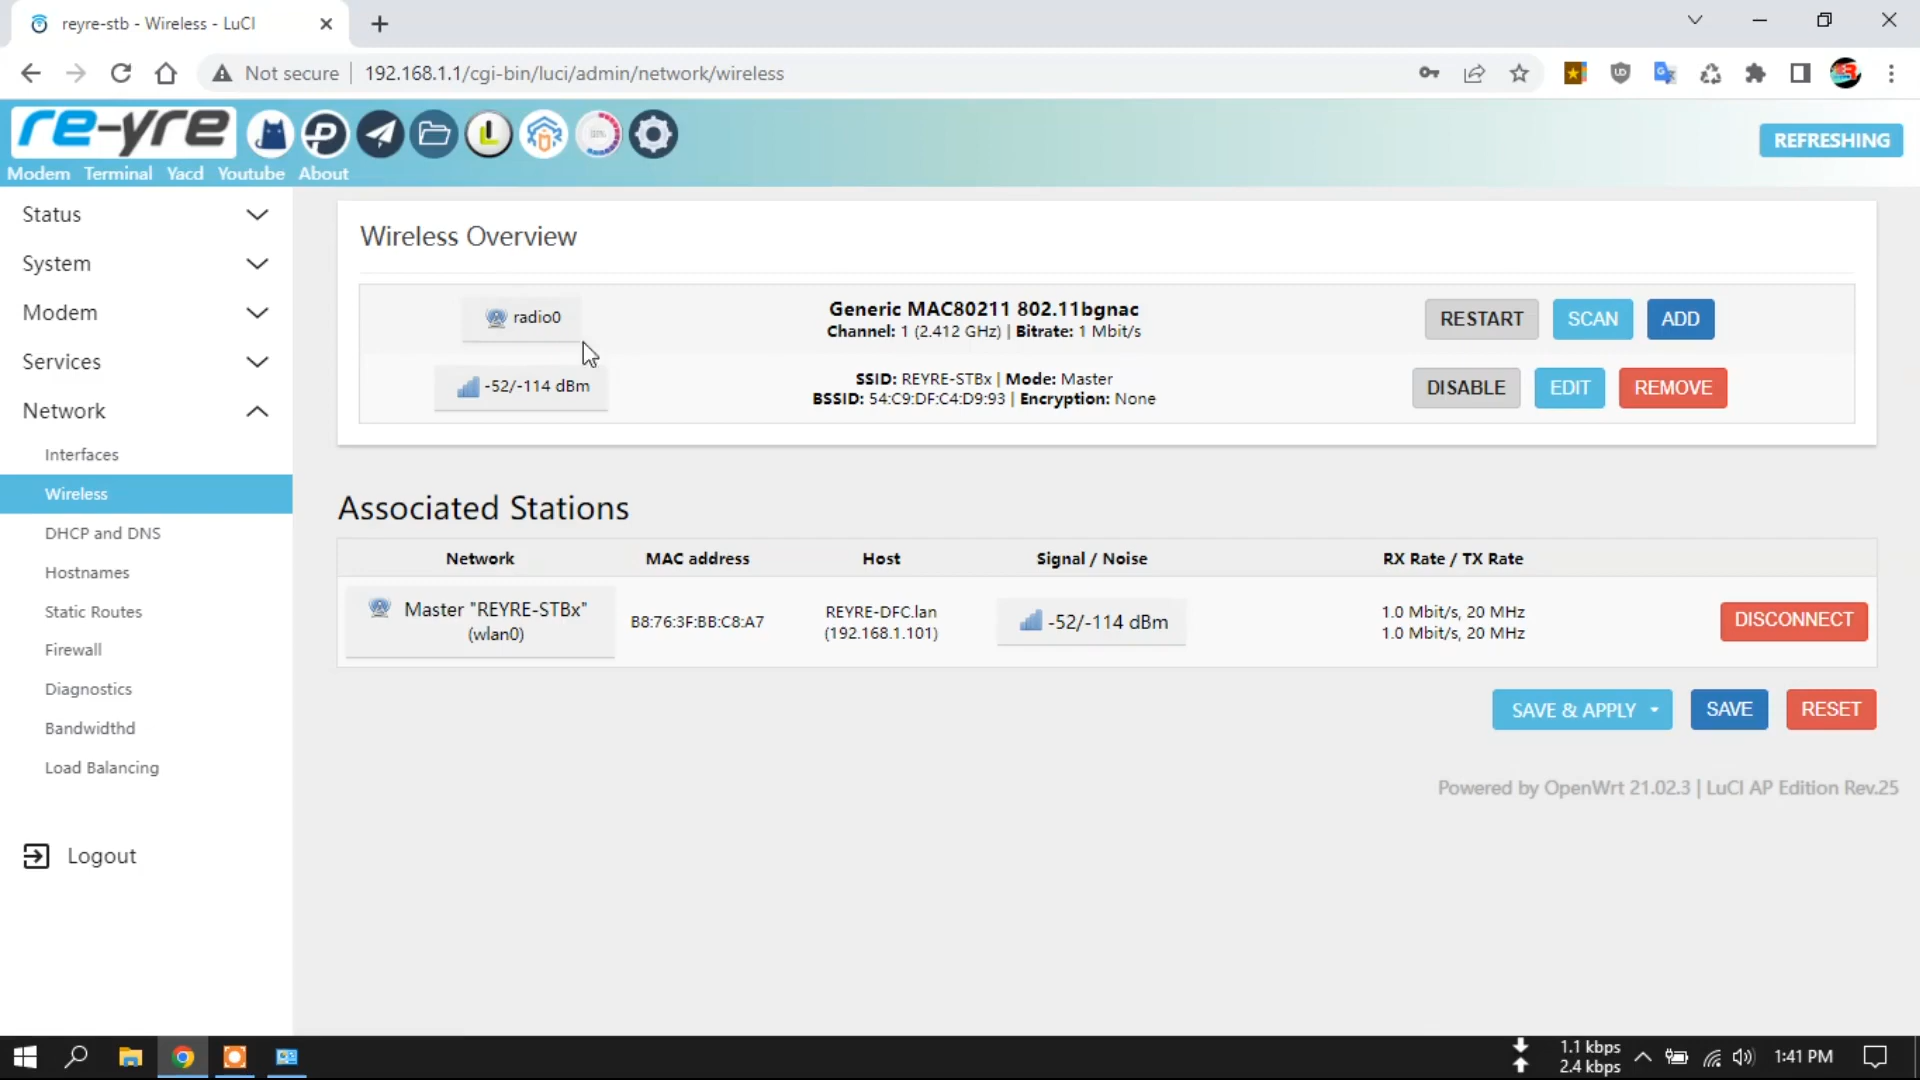 reyre-stb - Wireless - LuCI
Not secure
192.168.1.1/cgi-bin/luci/admin/network/wireless
re-yre
REFRESHING
Modem Terminal Yacd Youtube About
Status
System
Modem
Services
Network
Interfaces
Wireless
DHCP and DNS
Hostnames
Static Routes
Firewall
Diagnostics
Bandwidthd
Load Balancing
Logout
Wireless Overview
radio0
Generic MAC80211 802.11bgnac
Channel: 1 (2.412 GHz) | Bitrate: 1 Mbit/s
RESTART SCAN ADD
-52/-114 dBm
SSID: REYRE-STBx | Mode: Master
BSSID: 54:C9:DF:C4:D9:93 | Encryption: None
DISABLE EDIT REMOVE
Associated Stations
Network MAC address Host Signal / Noise RX Rate / TX Rate
Master "REYRE-STBx"
(wlan0)
B8:76:3F:BB:C8:A7
REYRE-DFC.lan
(192.168.1.101)
-52/-114 dBm
1.0 Mbit/s, 20 MHz
1.0 Mbit/s, 20 MHz
DISCONNECT
SAVE & APPLY SAVE RESET
Powered by OpenWrt 21.02.3 | LuCI AP Edition Rev.25
1.1 kbps
2.4 kbps
1:41 PM